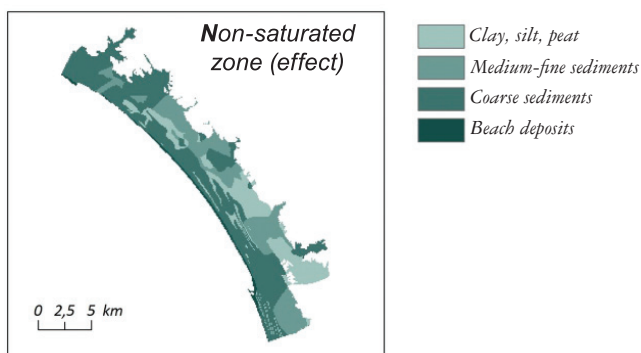 Non-saturated
zone (effect)
0 2,5 5 km
Clay, silt, peat
Medium-fine sediments
Coarse sediments
Beach deposits